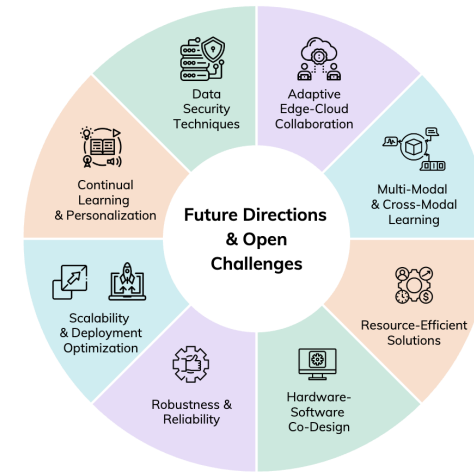 Future Directions
& Open
Challenges
Data
Security
Techniques
Adaptive
Edge-Cloud
Collaboration
Multi-Modal
& Cross-Modal
Learning
Resource-Efficient
Solutions
Hardware-
Software
Co-Design
Robustness &
Reliability
Scalability
& Deployment
Optimization
Continual
Learning
& Personalization